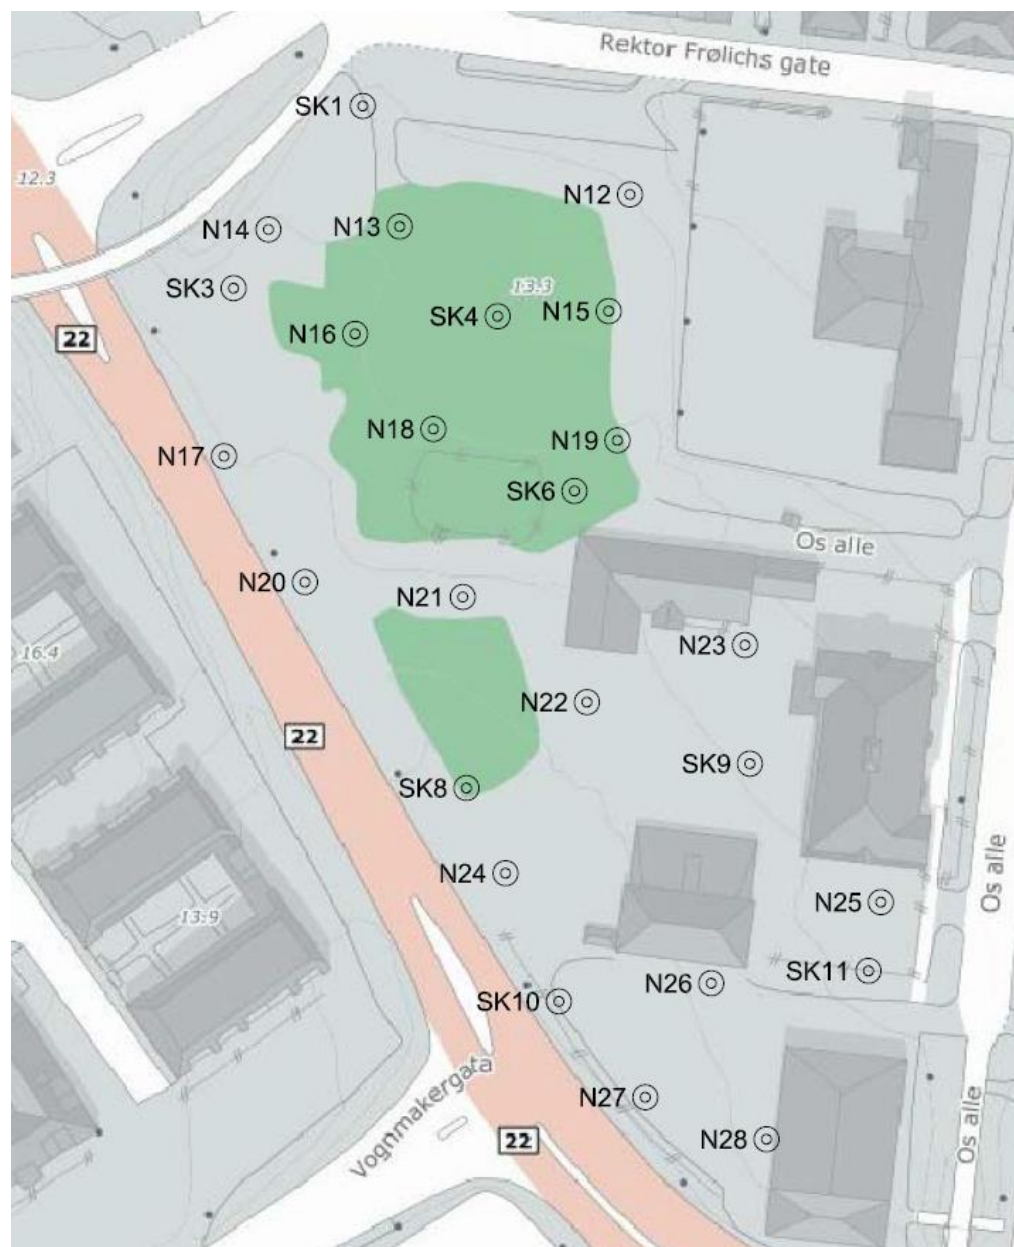 Rektor Frølichs gate
SK1
12.3
N12
N14
N13
SK3
13.3
N15
SK4
22
N16
N18
N19
N17
SK6
Os alle
N20
N21
N23
16.4
N22
22
SK9
SK8
N24
Os alle
N25
13.9
SK11
N26
SK10
Vognmakergata
N27
Os alle
22
N28